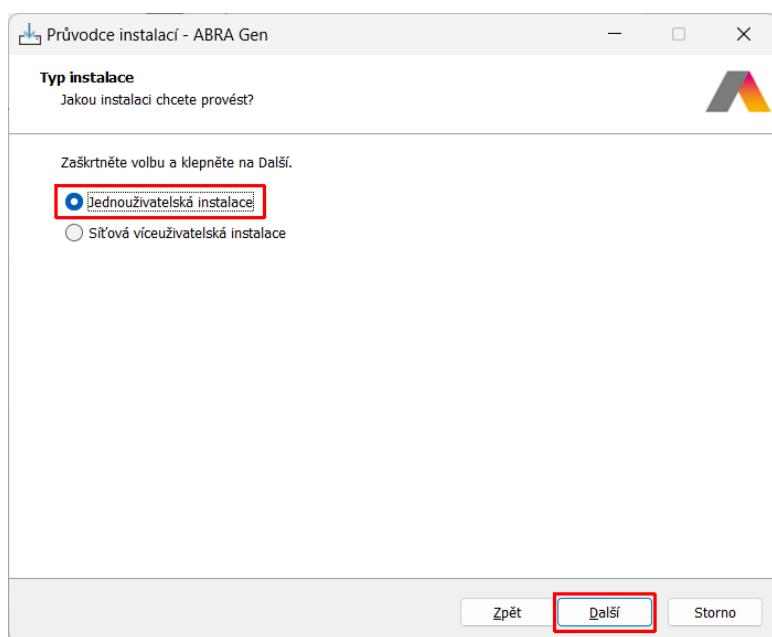 Průvodce instalací - ABRA Gen
Typ instalace
Jakou instalaci chcete provést?
Zaškrtněte volbu a klepněte na Další.
Jednouživatelská instalace
Síťová víceuživatelská instalace
Zpět
Další
Storno